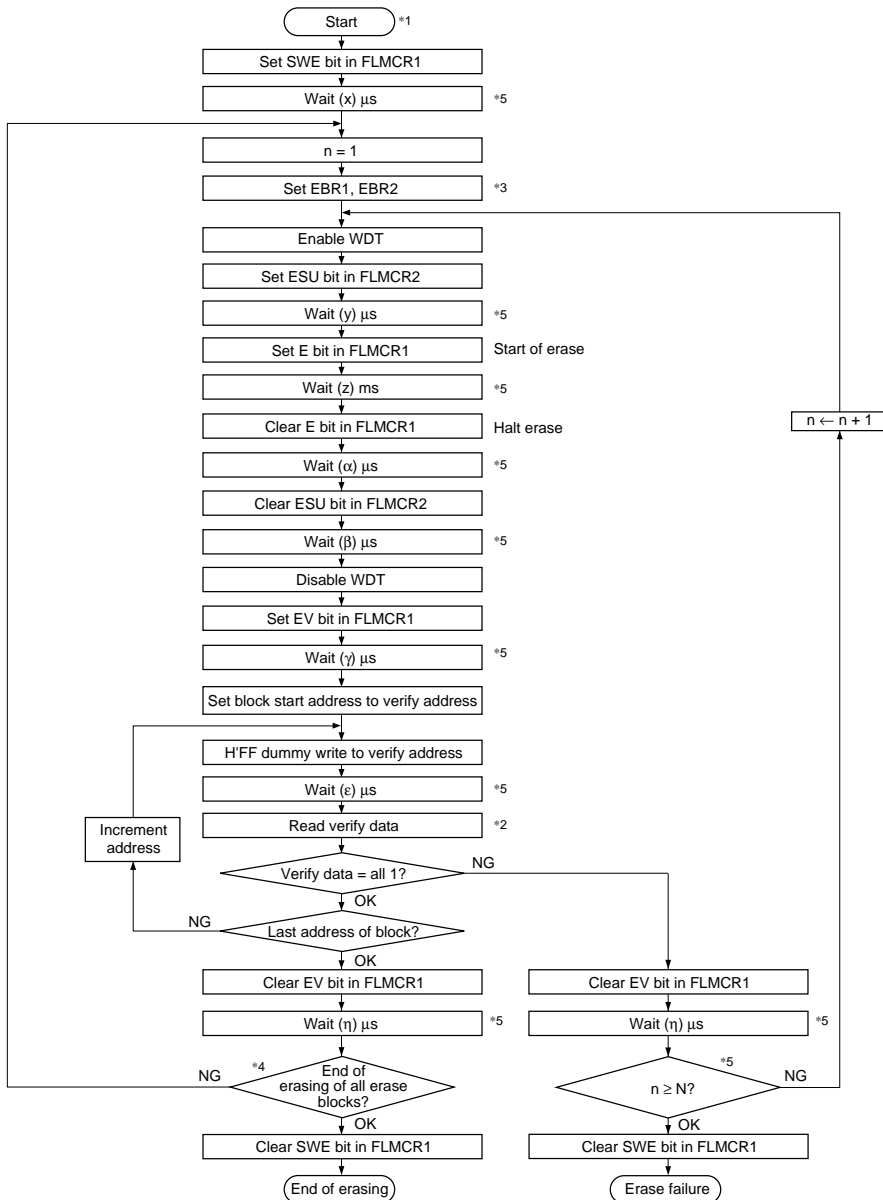 Start *1
Set SWE bit in FLMCR1
Wait (x) μs *5
n = 1
Set EBR1, EBR2 *3
Enable WDT
Set ESU bit in FLMCR2
Wait (y) μs *5
Set E bit in FLMCR1 Start of erase
Wait (z) ms *5
n ← n + 1
Clear E bit in FLMCR1 Halt erase
Wait (α) μs *5
Clear ESU bit in FLMCR2
Wait (β) μs *5
Disable WDT
Set EV bit in FLMCR1
Wait (γ) μs *5
Set block start address to verify address
H'FF dummy write to verify address
Wait (ε) μs *5
Read verify data *2
Increment
address
Verify data = all 1? NG
OK
NG Last address of block?
OK
Clear EV bit in FLMCR1 Clear EV bit in FLMCR1
Wait (η) μs *5 Wait (η) μs *5
NG *4 End of
erasing of all erase
blocks?
*5
n ≥ N? NG
OK OK
Clear SWE bit in FLMCR1 Clear SWE bit in FLMCR1
End of erasing Erase failure